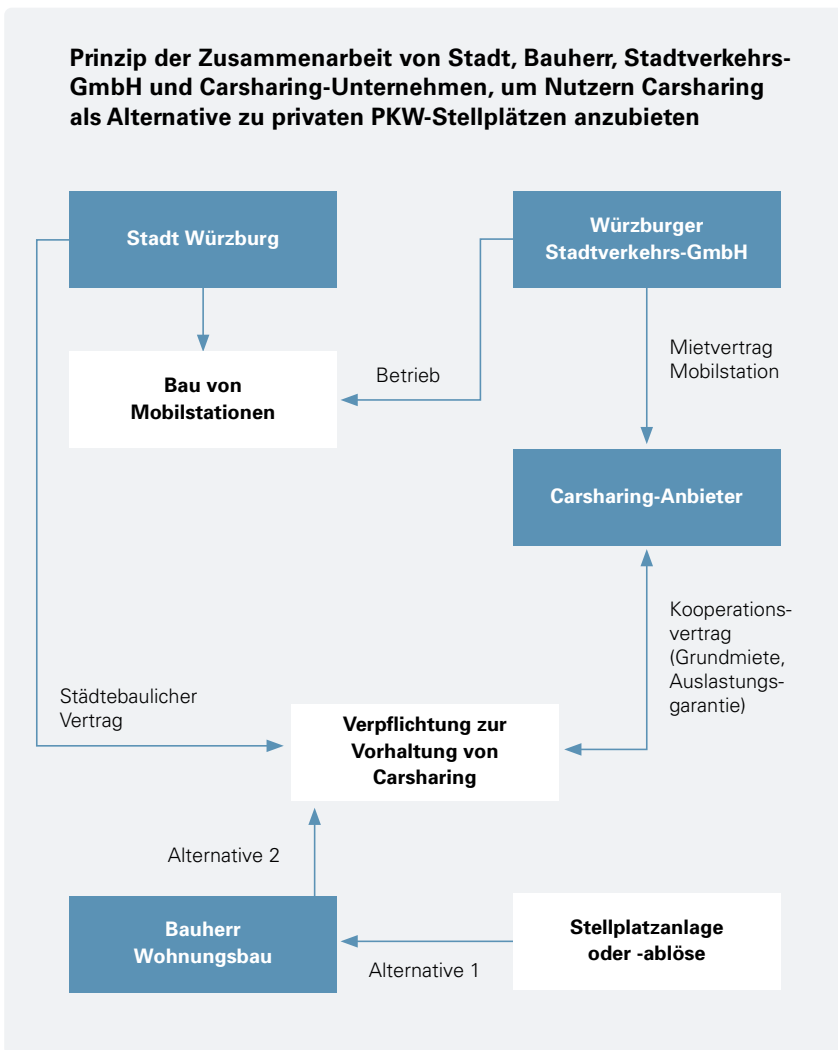 Prinzip der Zusammenarbeit von Stadt, Bauherr, Stadtverkehrs-
GmbH und Carsharing-Unternehmen, um Nutzern Carsharing
als Alternative zu privaten PKW-Stellplätzen anzubieten
Stadt Würzburg
Würzburger
Stadtverkehrs-GmbH
Mietvertrag
Mobilstation
Bau von
Mobilstationen
Betrieb
Carsharing-Anbieter
Kooperations-
vertrag
(Grundmiete,
Auslastungs-
garantie)
Städtebaulicher
Vertrag
Verpflichtung zur
Vorhaltung von
Carsharing
Alternative 2
Bauherr
Wohnungsbau
Alternative 1
Stellplatzanlage
oder -ablöse